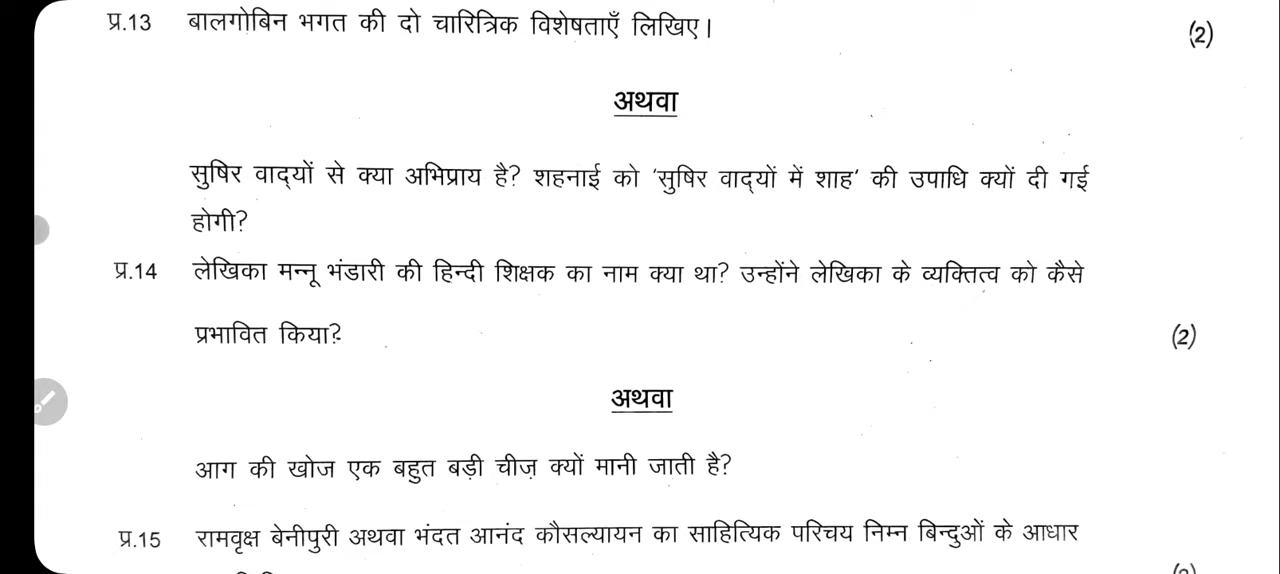 प्र.13 बालगोबिन भगत की दो चारित्रिक विशेषताएँ लिखिए। (2)
अथवा
सुषिर वाद्यों से क्या अभिप्राय है? शहनाई को 'सुषिर वाद्यों में शाह' की उपाधि क्यों दी गई
होगी?
प्र.14 लेखिका मन्नू भंडारी की हिन्दी शिक्षक का नाम क्या था? उन्होंने लेखिका के व्यक्तित्व को कैसे
प्रभावित किया? (2)
अथवा
आग की खोज एक बहुत बड़ी चीज़ क्यों मानी जाती है?
प्र.15 रामवृक्ष बेनीपुरी अथवा भंदत आनंद कौसल्यायन का साहित्यिक परिचय निम्न बिन्दुओं के आधार